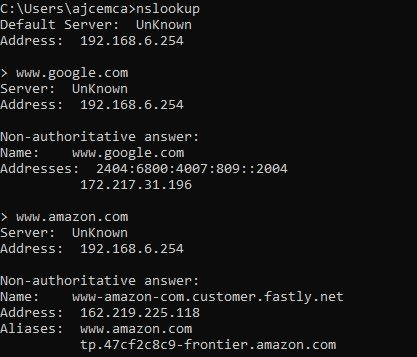 C:\Users\ajcemca>nslookup
Default Server:  UnKnown
Address:  192.168.6.254
> www.google.com
Server:  UnKnown
Address:  192.168.6.254
Non-authoritative answer:
Name:    www.google.com
Addresses:  2404:6800:4007:809::2004
          172.217.31.196
> www.amazon.com
Server:  UnKnown
Address:  192.168.6.254
Non-authoritative answer:
Name:    www-amazon-com.customer.fastly.net
Address:  162.219.225.118
Aliases:  www.amazon.com
          tp.47cf2c8c9-frontier.amazon.com